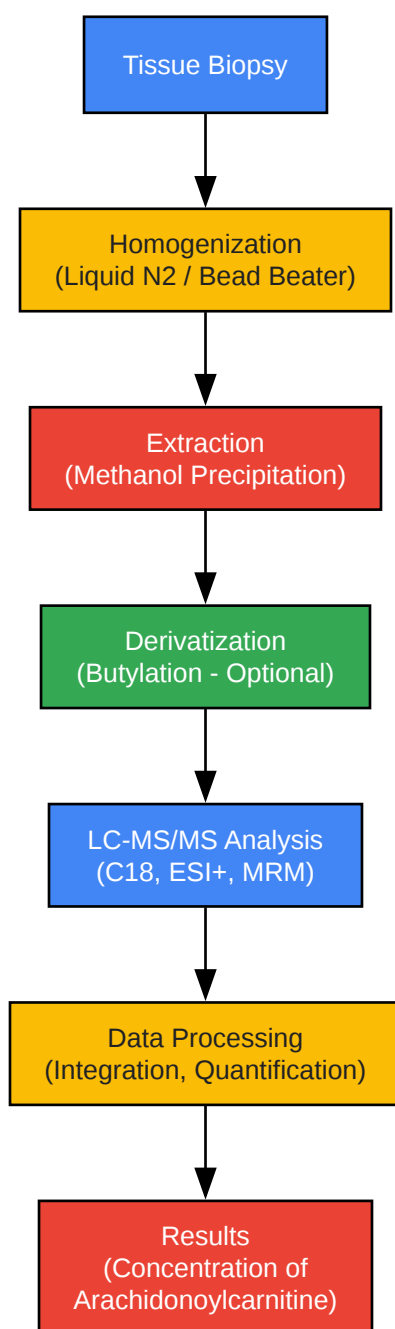 Tissue Biopsy
Homogenization
(Liquid N2 / Bead Beater)
Extraction
(Methanol Precipitation)
Derivatization
(Butylation - Optional)
LC-MS/MS Analysis
(C18, ESI+, MRM)
Data Processing
(Integration, Quantification)
Results
(Concentration of
Arachidonoylcarnitine)